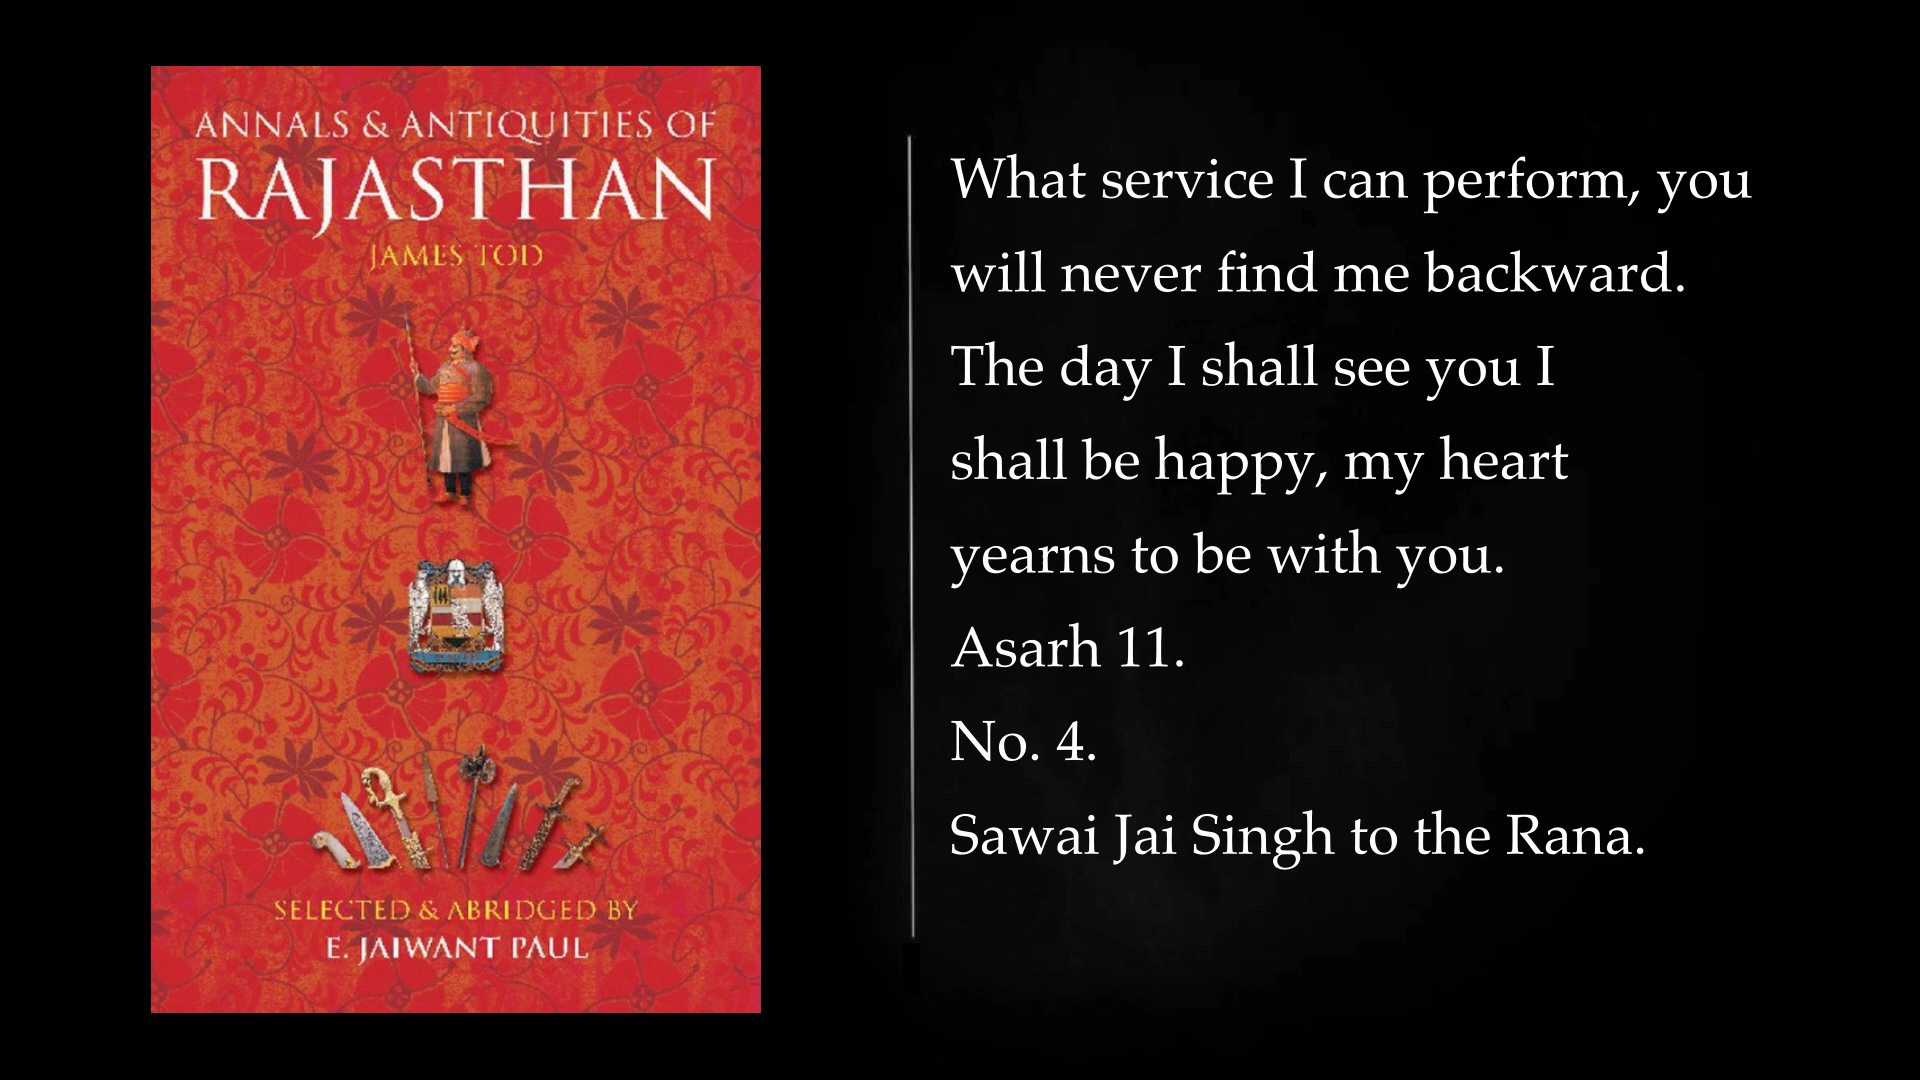 ANNALS & ANTIQUITIES OF
RAJASTHAN
JAMES TOD
SELECTED & ABRIDGED BY
E. JAIWANT PAUL
What service I can perform, you
will never find me backward.
The day I shall see you I
shall be happy, my heart
yearns to be with you.
Asarh 11.
No. 4.
Sawai Jai Singh to the Rana.